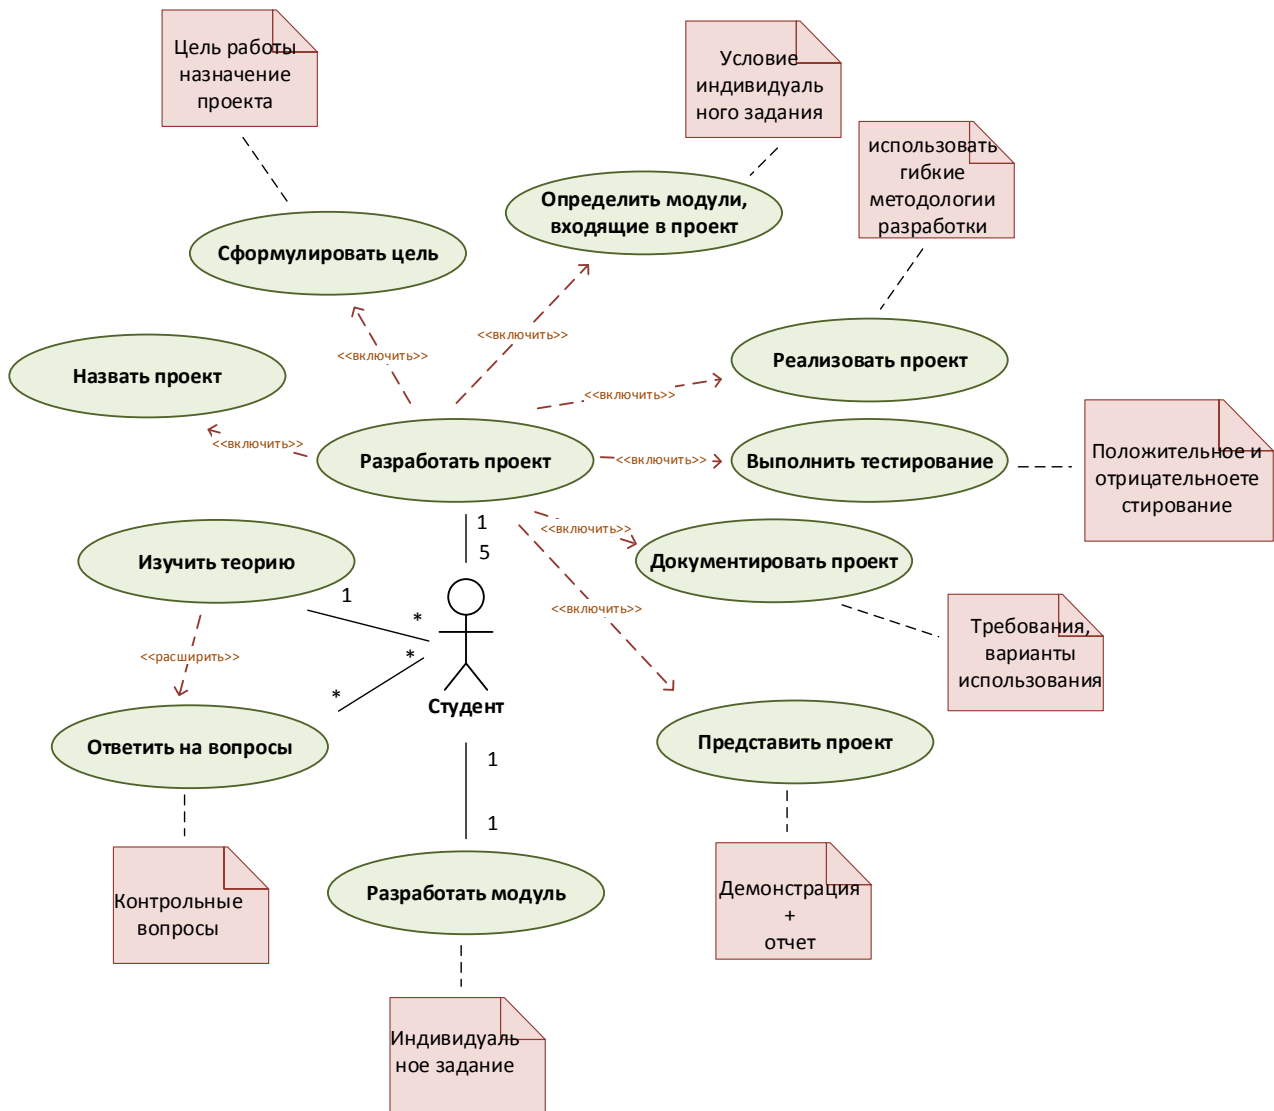 Цель работы
назначение
проекта
Условие
индивидуаль
ного задания
использовать
гибкие
методологии
разработки
Определить модули,
входящие в проект
Сформулировать цель
<<включить>>
<<включить>>
Реализовать проект
Назвать проект
<<включить>>
<<включить>>
Разработать проект
<<включить>>
Выполнить тестирование
Положительное и
отрицательноете
стирование
1
<<включить>>
5
Изучить теорию
Документировать проект
1
*
<<включить>>
Требования,
варианты
использования
<<расширить>>
*
*
Студент
Ответить на вопросы
Представить проект
1
1
Контрольные
вопросы
Разработать модуль
Демонстрация
+
отчет
Индивидуаль
ное задание